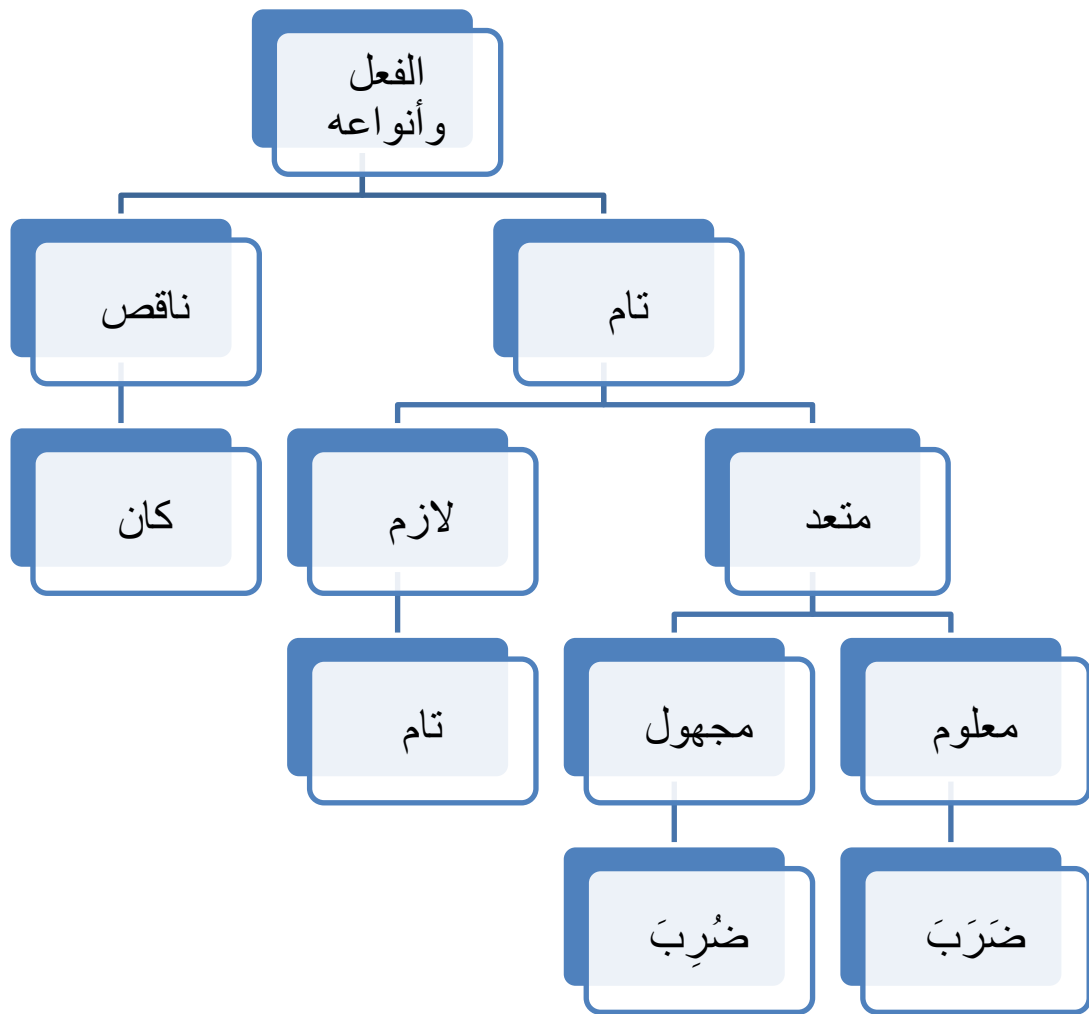 الفعل
وأنواعه
تام
ناقص
متعد
لازم
كان
معلوم
مجهول
تام
ضَرَبَ
ضُرِبَ